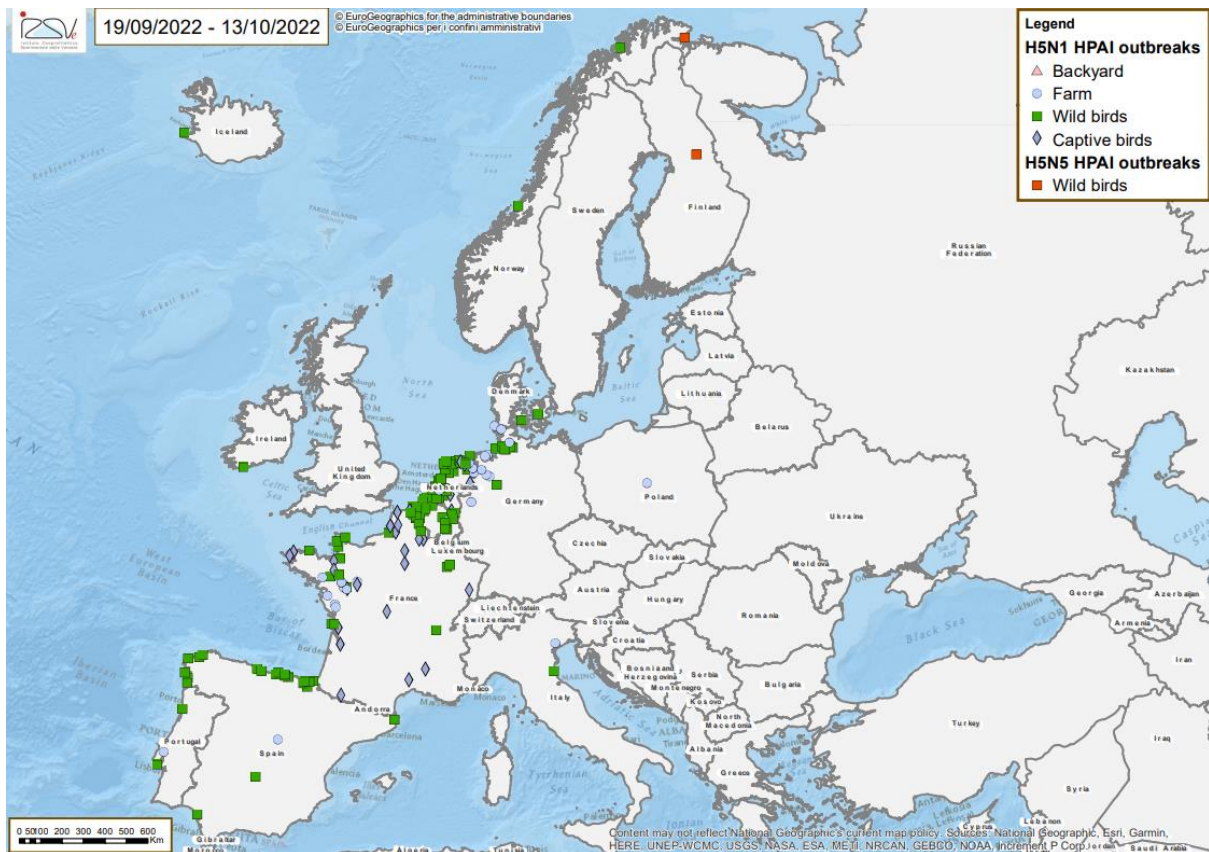 19/09/2022 - 13/10/2022
© EuroGeographics for the administrative boundaries
© EuroGeographics per i confini amministrativi
Legend
H5N1 HPAI outbreaks
Backyard
Farm
Wild birds
Captive birds
H5N5 HPAI outbreaks
Wild birds
Iceland
Sweden
Finland
Norway
Russian
Federation
Estonia
Latvia
Lithuania
Kazakhstan
North
Sea
Denmark
Baltic
Sea
Belarus
Ireland
United
Kingdom
Celtic
Sea
Netherlands
Germany
Poland
English Channel
Belgium
Luxembourg
Ukraine
Czechia
Slovakia
West
European
Basin
France
Austria
Hungary
Moldova
Liechtenstein
Switzerland
Slovenia
Croatia
Romania
Black Sea
Georgia
Azerbaijan
Armenia
Bosnia and
Herzegovina
Serbia
Montenegro
Kosovo
Bulgaria
Iberian
Basin
Andorra
Monaco
Italy
North
Macedonia
Albania
Turkey
Iran
Iraq
Portugal
Spain
Barcelona
Greece
Tyrrhenian
Sea
Syria
Lebanon
Cyprus
Gibraltar
0 50 100 200 300 400 500 600
Km
Content may not reflect National Geographic's current map policy. Sources: National Geographic, Esri, Garmin,
HERE, UNEP-WCMC, USGS, NASA, ESA, METI, NRCAN, GEBCO, NOAA, increment P Corp.
Saudi Arabia